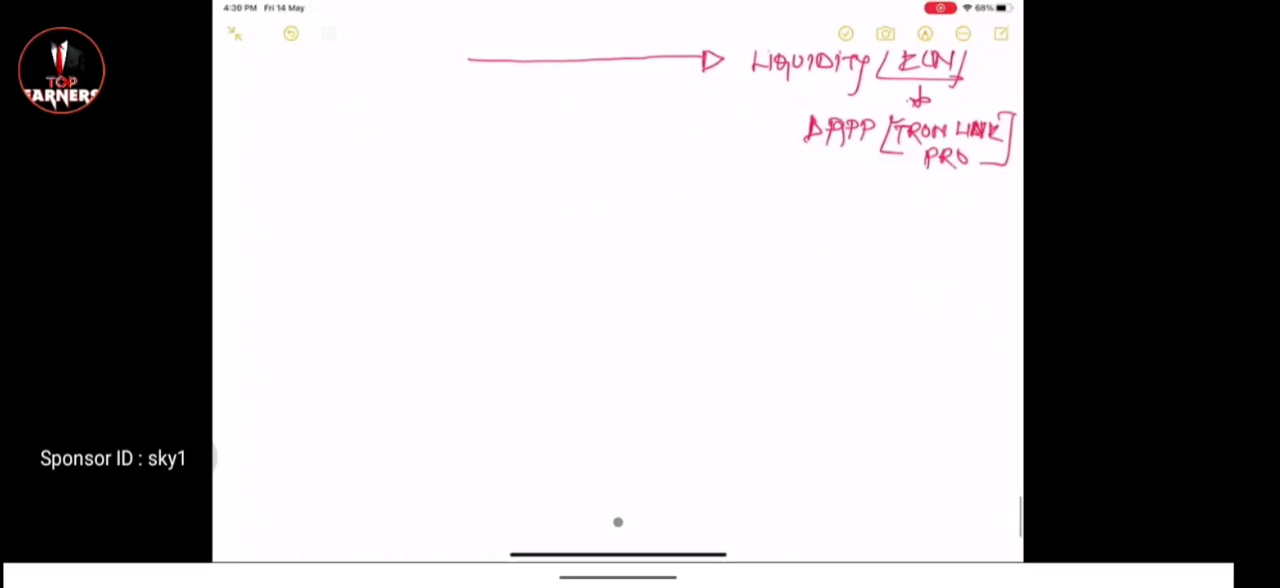 4:30 PM Fri 14 May
68%
TOP
EARNERS
LIQUIDITY / ECN /
DAPP [TRON LINK
PRO]
Sponsor ID : sky1